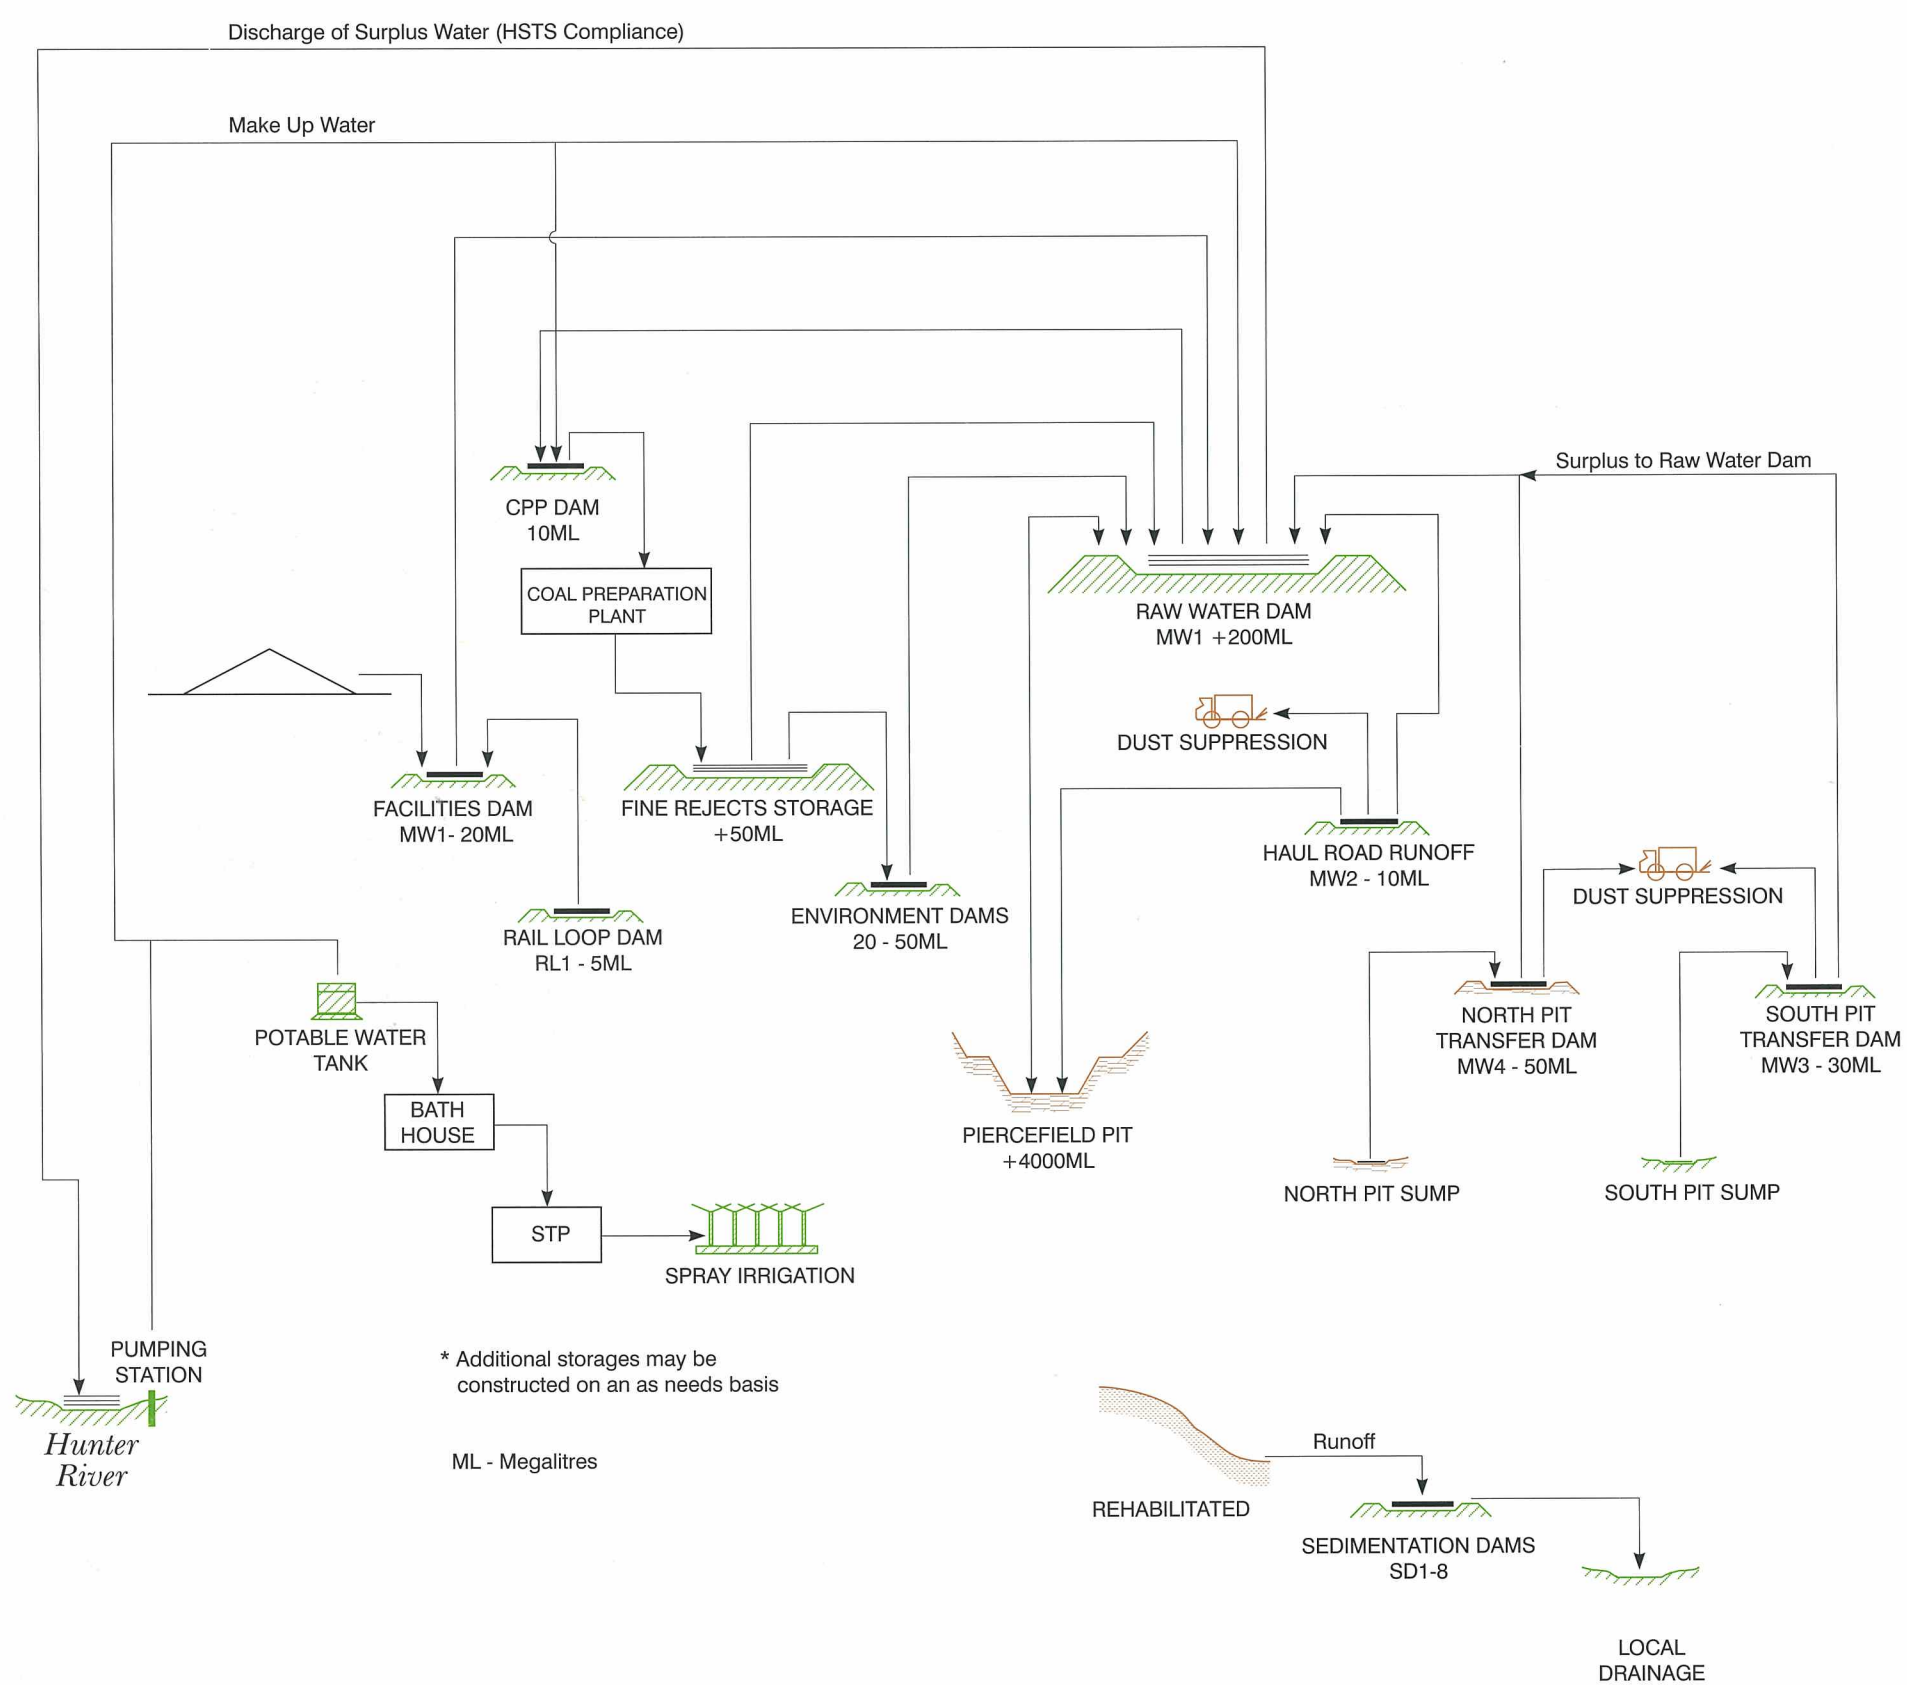 Discharge of Surplus Water (HSTS Compliance)
Make Up Water
Surplus to Raw Water Dam
CPP DAM
10ML
COAL PREPARATION
PLANT
RAW WATER DAM
MW1 +200ML
DUST SUPPRESSION
FACILITIES DAM
MW1- 20ML
FINE REJECTS STORAGE
+50ML
HAUL ROAD RUNOFF
MW2 - 10ML
DUST SUPPRESSION
ENVIRONMENT DAMS
20 - 50ML
RAIL LOOP DAM
RL1 - 5ML
POTABLE WATER
TANK
NORTH PIT
TRANSFER DAM
MW4 - 50ML
SOUTH PIT
TRANSFER DAM
MW3 - 30ML
BATH
HOUSE
PIERCEFIELD PIT
+4000ML
NORTH PIT SUMP
SOUTH PIT SUMP
STP
SPRAY IRRIGATION
PUMPING
STATION
* Additional storages may be
constructed on an as needs basis
Hunter
River
ML - Megalitres
Runoff
REHABILITATED
SEDIMENTATION DAMS
SD1-8
LOCAL
DRAINAGE